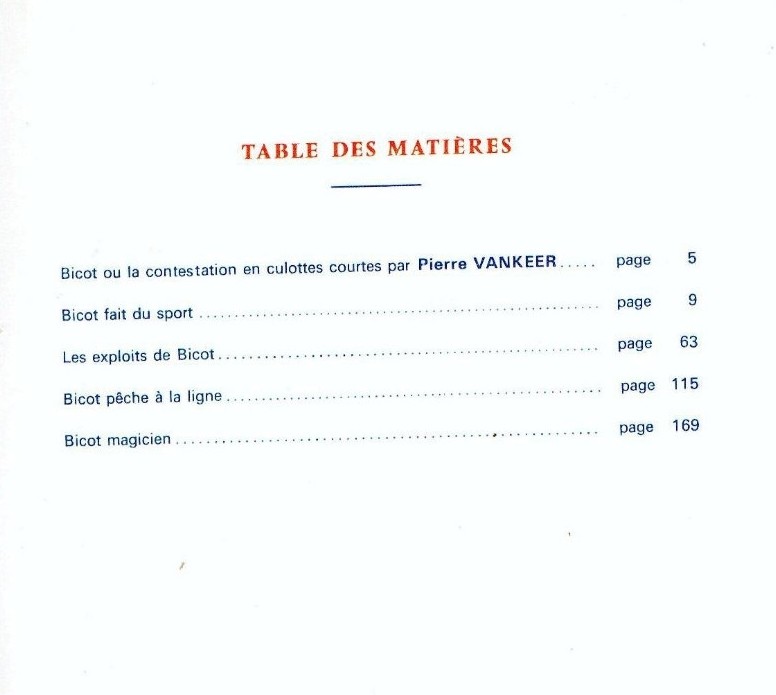 TABLE DES MATIÈRES
Bicot ou la contestation en culottes courtes par Pierre VANKEER..... page 5
Bicot fait du sport ........................................................ page 9
Les exploits de Bicot..................................................... page 63
Bicot pêche à la ligne.................................................... page 115
Bicot magicien ........................................................... page 169